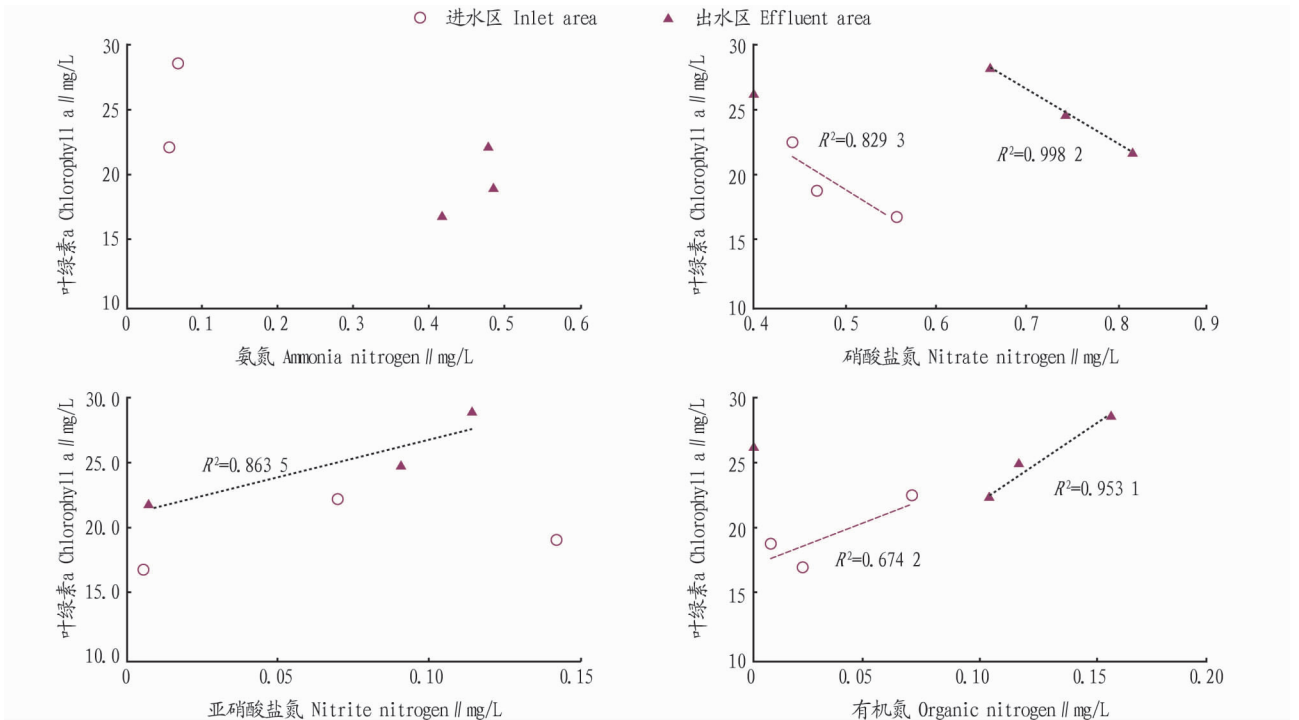 进水区 Inlet area
出水区 Effluent area
叶绿素a Chlorophyll a∥mg/L
30
25
20
15
10
0
0.1
0.2
0.3
0.4
0.5
0.6
氨氮 Ammonia nitrogen∥mg/L
叶绿素a Chlorophyll a∥mg/L
30
25
20
15
10
R²=0.829 3
R²=0.998 2
0.4
0.5
0.6
0.7
0.8
0.9
硝酸盐氮 Nitrate nitrogen∥mg/L
叶绿素a Chlorophyll a∥mg/L
30.0
25.0
20.0
15.0
10.0
R²=0.863 5
0
0.05
0.10
0.15
亚硝酸盐氮 Nitrite nitrogen∥mg/L
叶绿素a Chlorophyll a∥mg/L
30
25
20
15
10
R²=0.953 1
R²=0.674 2
0
0.05
0.10
0.15
0.20
有机氮 Organic nitrogen∥mg/L